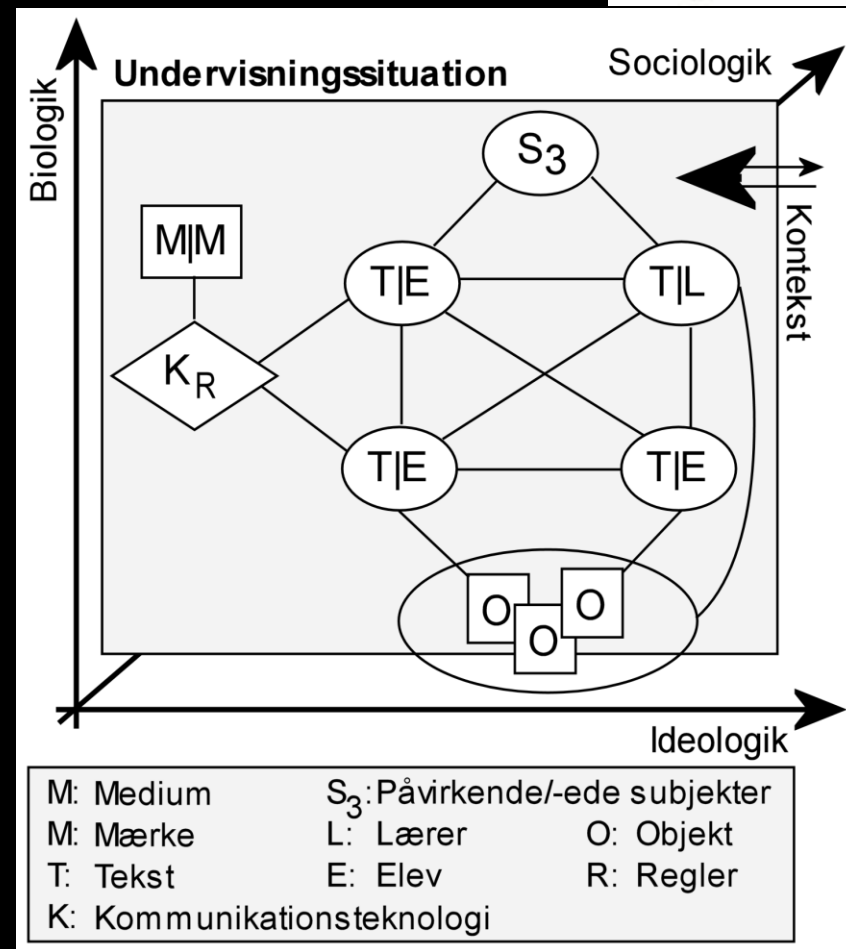 Sociologik
Undervisningssituation
Biologik
S3
M|M
Kontekst
T|E
T|L
KR
T|E
T|E
O
O
O
Ideologik
M: Medium S3: Påvirkende/-ede subjekter
M: Mærke L: Lærer O: Objekt
T: Tekst E: Elev R: Regler
K: Kommunikationsteknologi